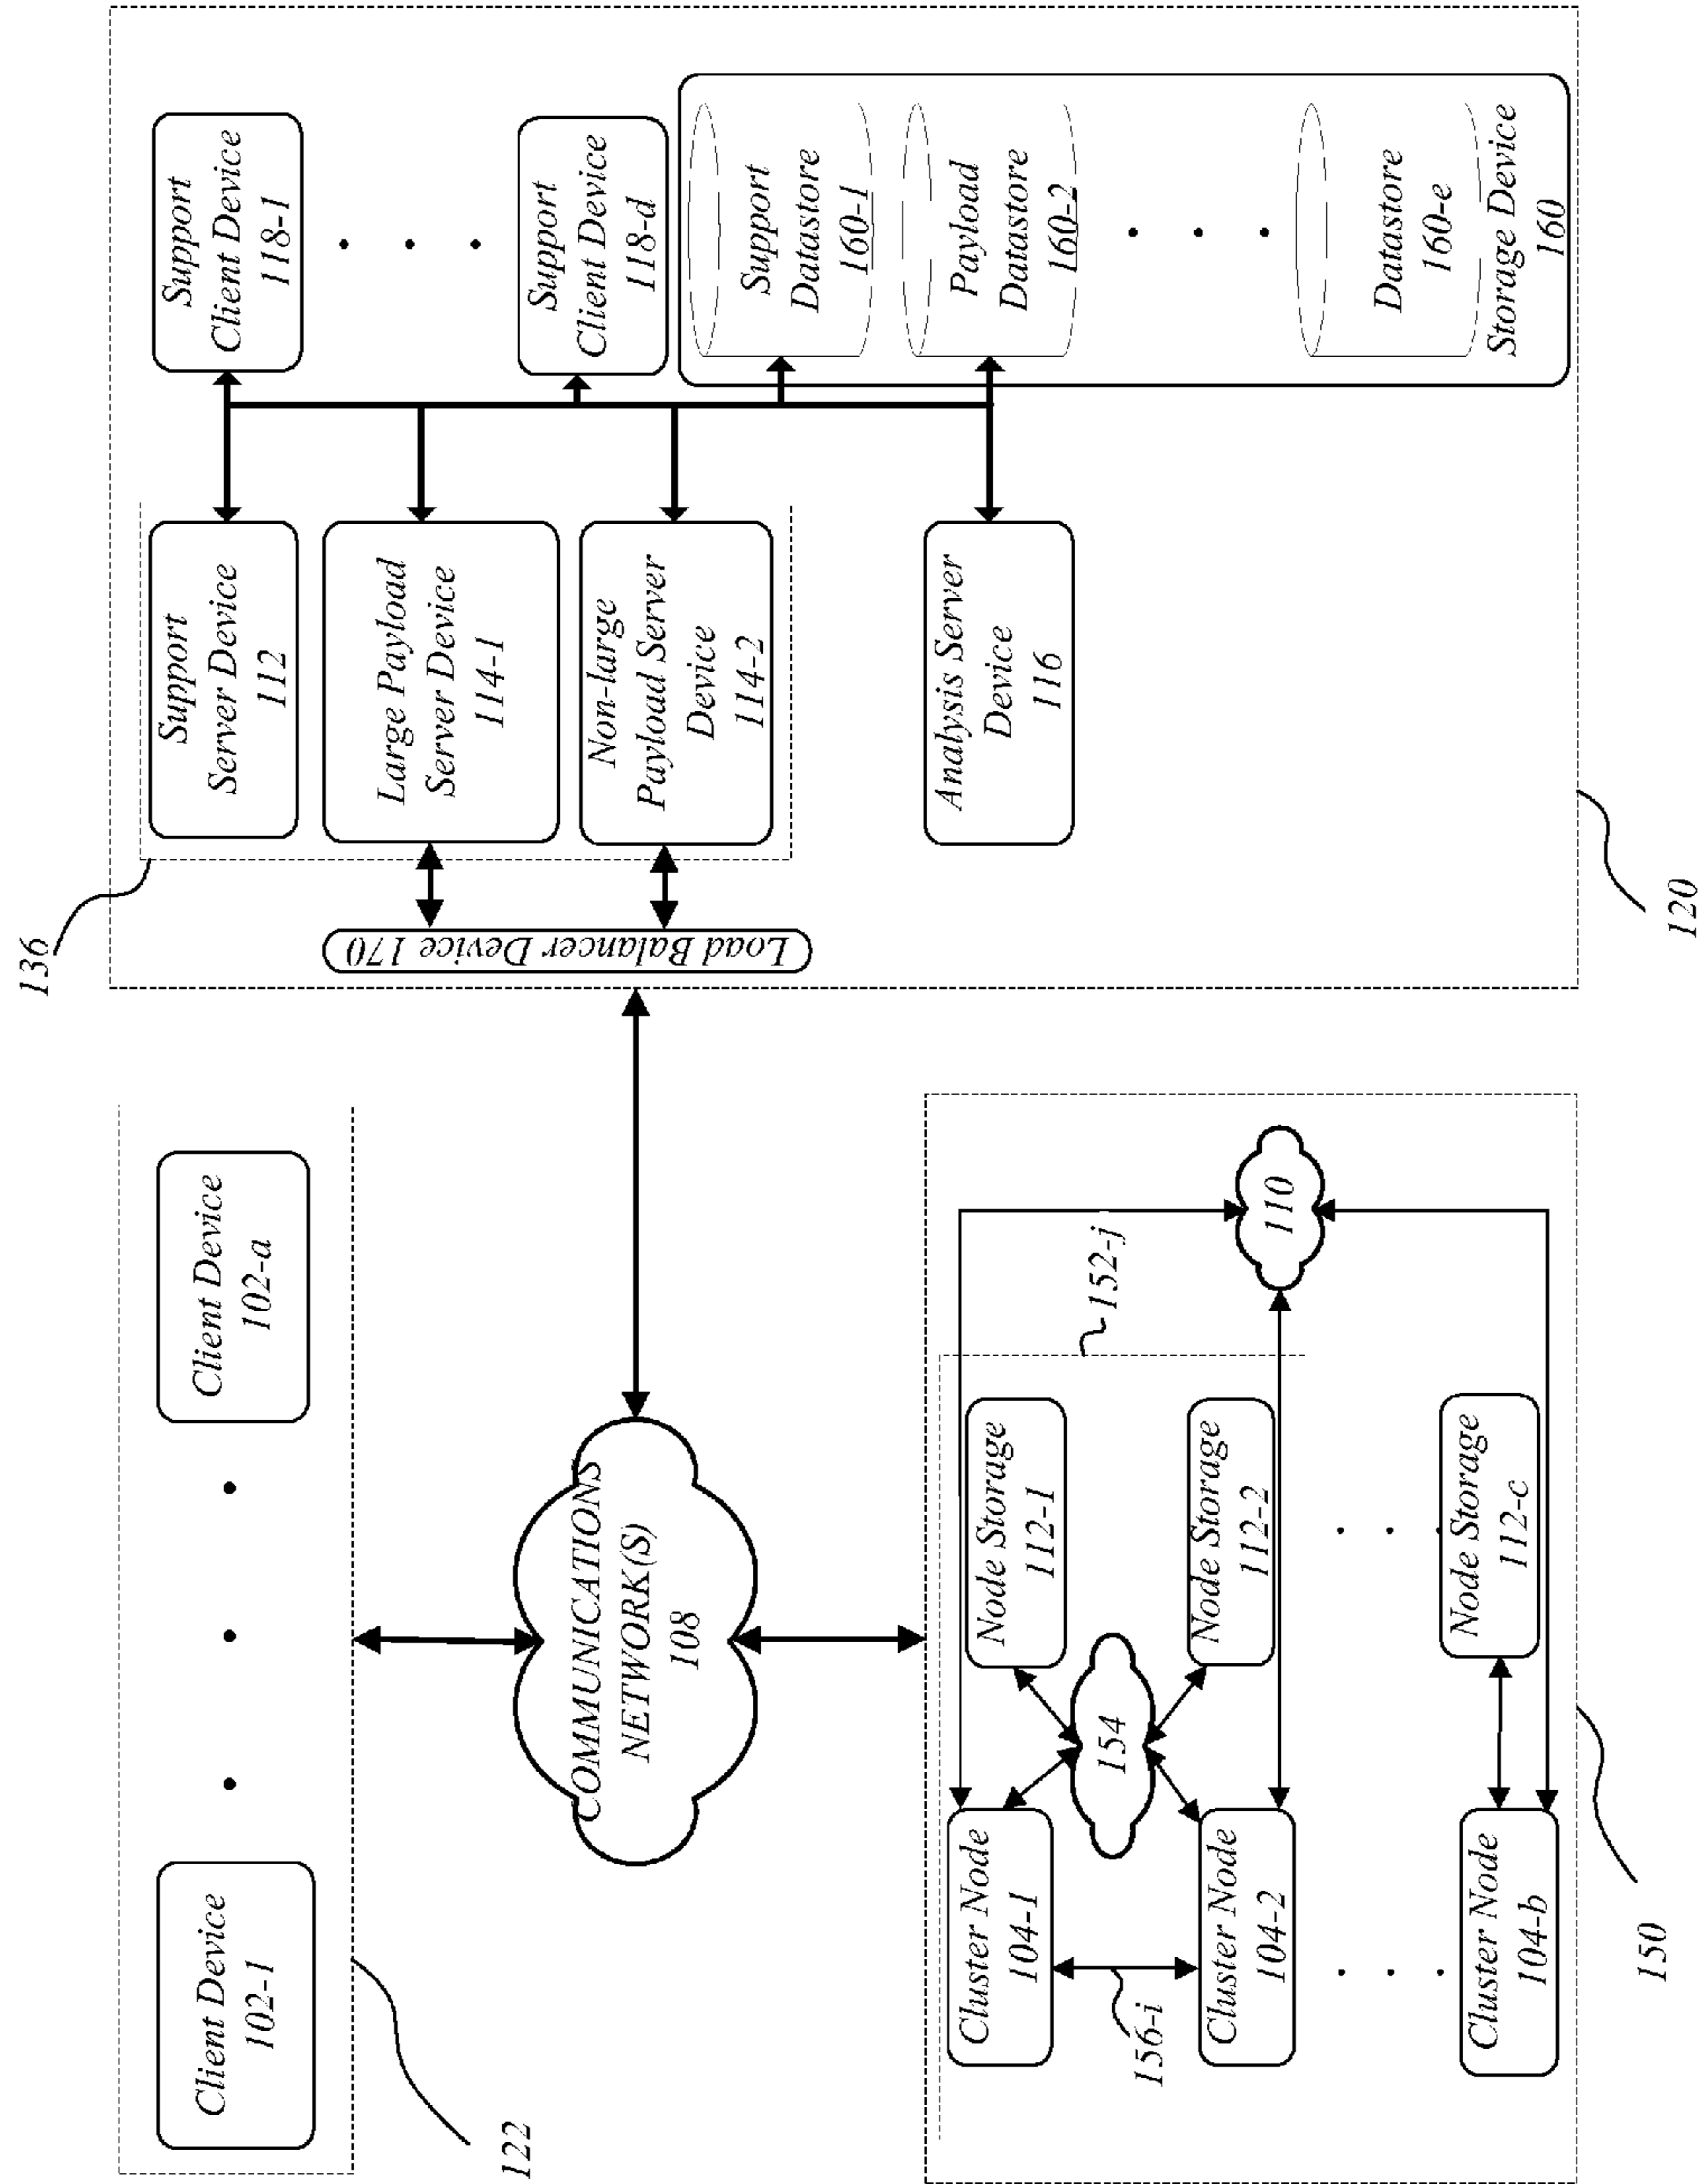 122
Client Device
102-1
Client Device
102-a
COMMUNICATIONS
NETWORK(S)
108
150
Cluster Node
104-1
156-i
Cluster Node
104-2
Cluster Node
104-b
154
Node Storage
112-1
Node Storage
112-2
Node Storage
112-c
152-j
110
136
120
Load Balancer Device 170
Support
Server Device
112
Large Payload
Server Device
114-1
Non-large
Payload Server
Device
114-2
Analysis Server
Device
116
Support
Client Device
118-1
Support
Client Device
118-d
Support
Datastore
160-1
Payload
Datastore
160-2
Datastore
160-e
Storage Device
160